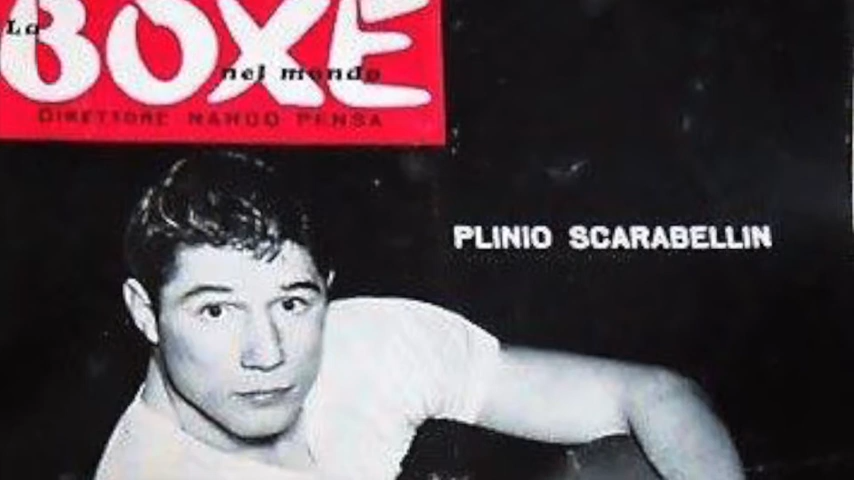 La
BOXE
nel mondo
DIRETTORE NANDO PENSA
PLINIO SCARABELLIN